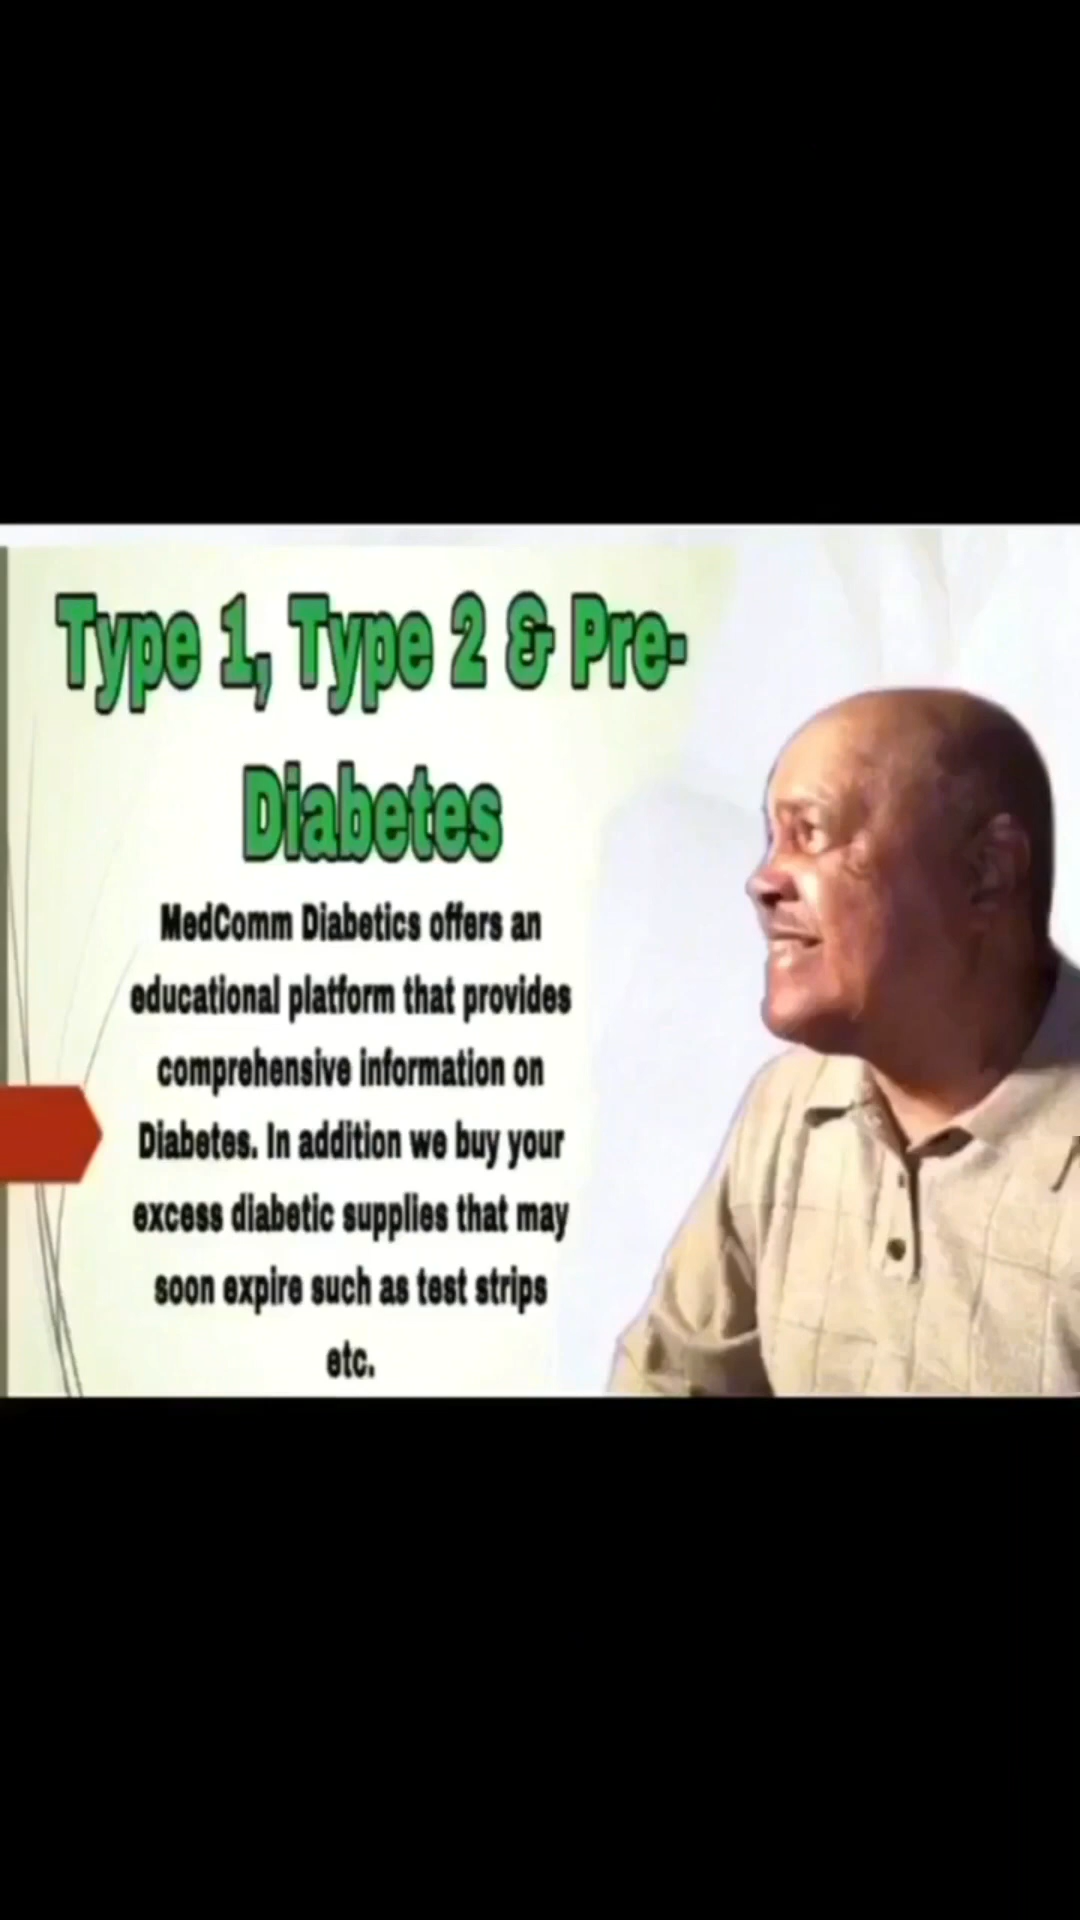 Type 1, Type 2 & Pre-
Diabetes
MedComm Diabetics offers an
educational platform that provides
comprehensive information on
Diabetes. In addition we buy your
excess diabetic supplies that may
soon expire such as test strips
etc.